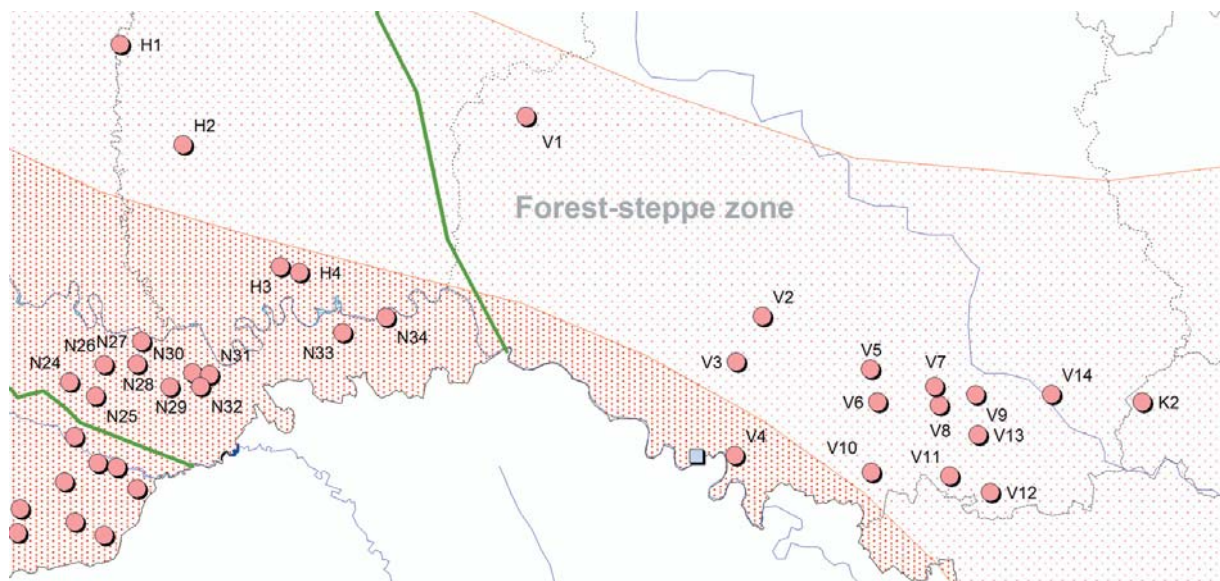 H1
H2
V1
Forest-steppe zone
H3
H4
V2
N27
N26
N30
N31
N33
N34
V3
V5
V7
V14
N24
N28
N29
N32
V6
V9
K2
N25
V8
V13
V4
V10
V11
V12